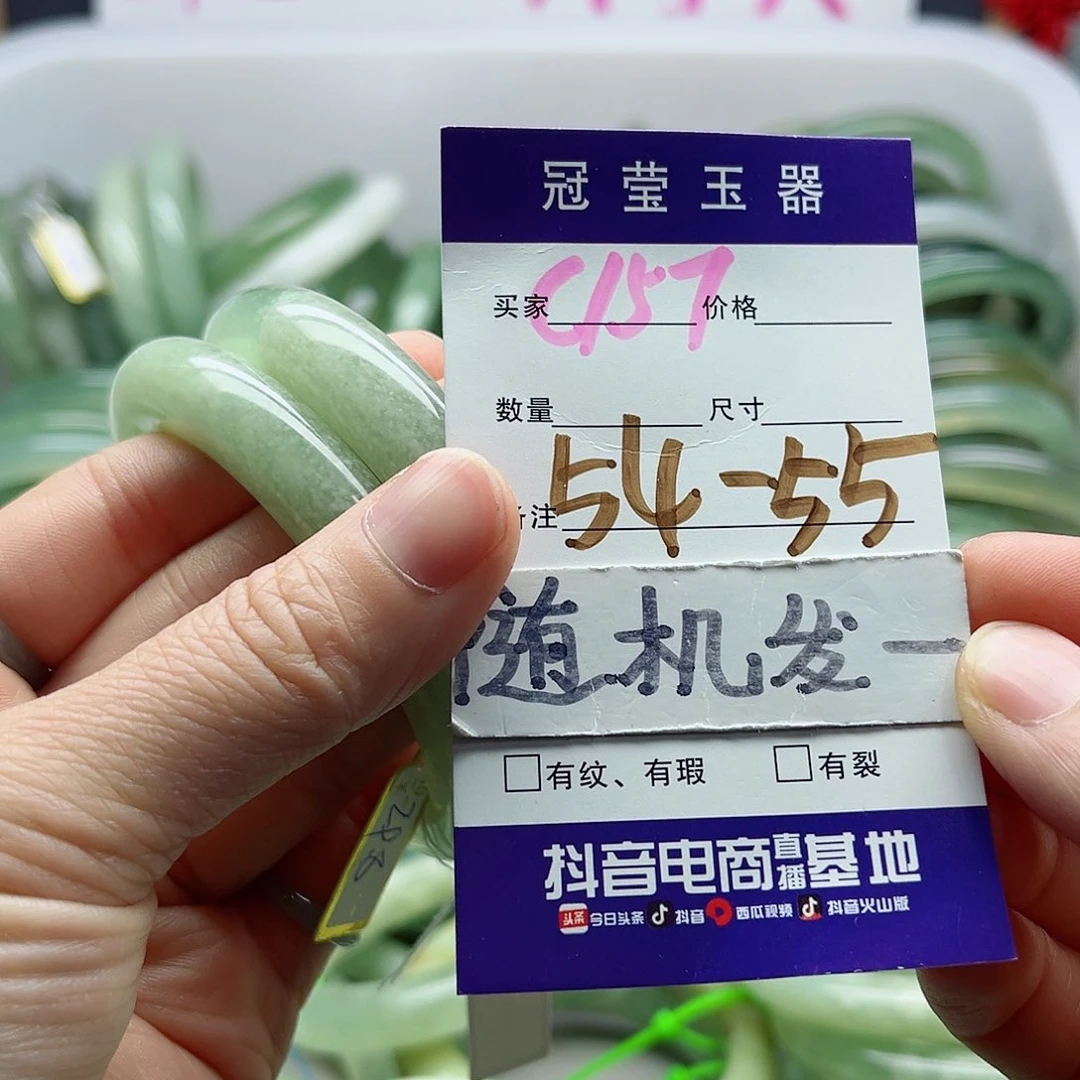 冠莹玉器
买家 C157 价格
数量 尺寸
54-55
备注
随机发一
有纹、有瑕 有裂
抖音电商直播基地
头条 今日头条 抖音 西瓜视频 抖音火山版
298